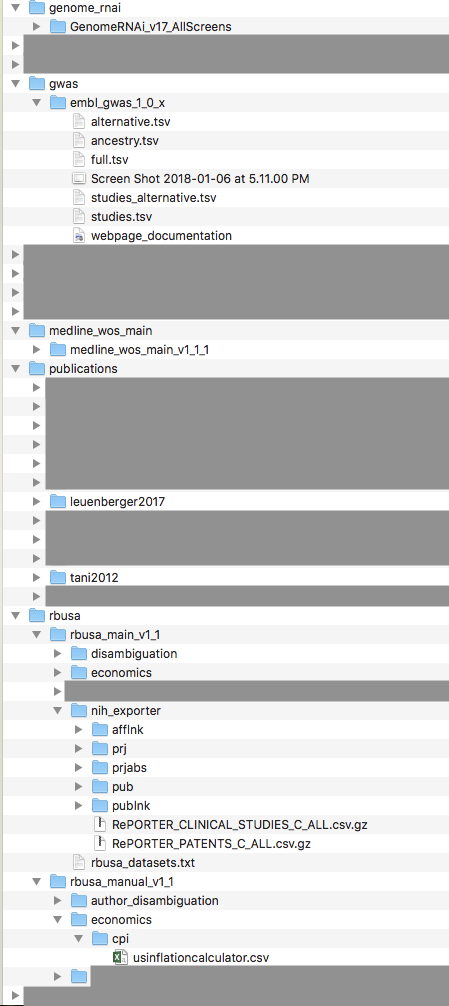 genome_rnai
GenomeRNAi_v17_AllScreens
gwas
embl_gwas_1_0_x
alternative.tsv
ancestry.tsv
full.tsv
Screen Shot 2018-01-06 at 5.11.00 PM
studies_alternative.tsv
studies.tsv
webpage_documentation
medline_wos_main
medline_wos_main_v1_1_1
publications
leuenberger2017
tani2012
rbusa
rbusa_main_v1_1
disambiguation
economics
nih_exporter
afflnk
prj
prjabs
pub
publnk
RePORTER_CLINICAL_STUDIES_C_ALL.csv.gz
RePORTER_PATENTS_C_ALL.csv.gz
rbusa_datasets.txt
rbusa_manual_v1_1
author_disambiguation
economics
cpi
usinflationcalculator.csv